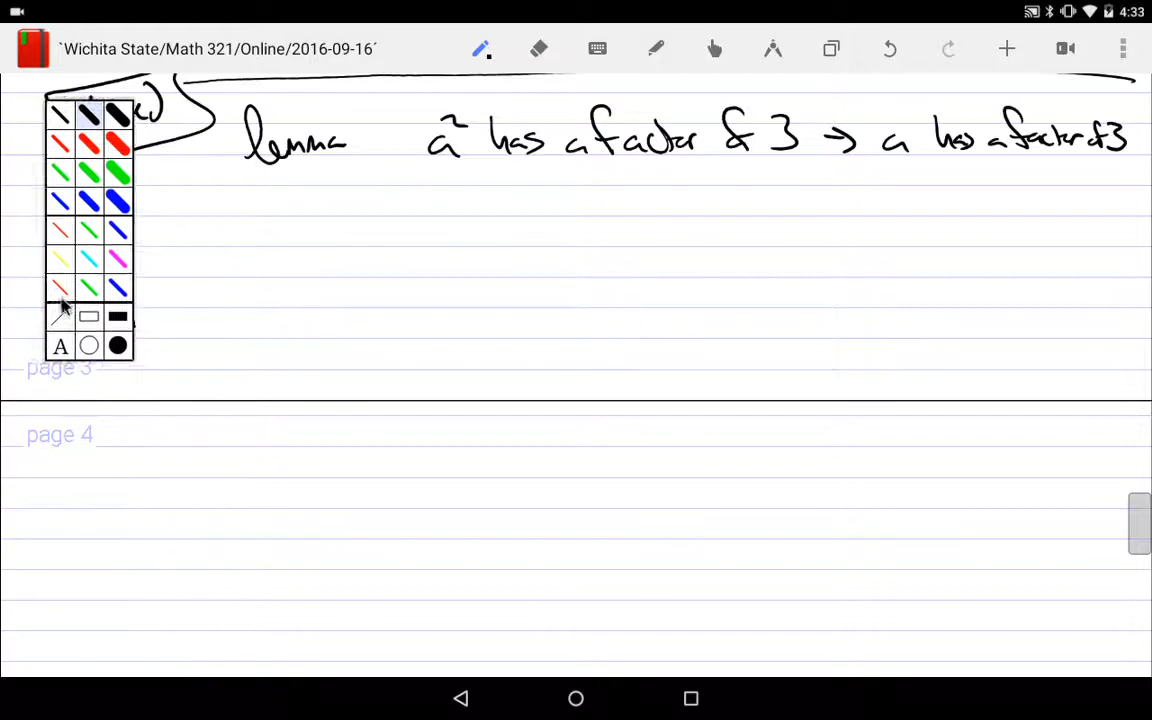 4:33
`Wichita State/Math 321/Online/2016-09-16´
lemma a² has a factor of 3 → a has a factor of 3
A
page 3
page 4